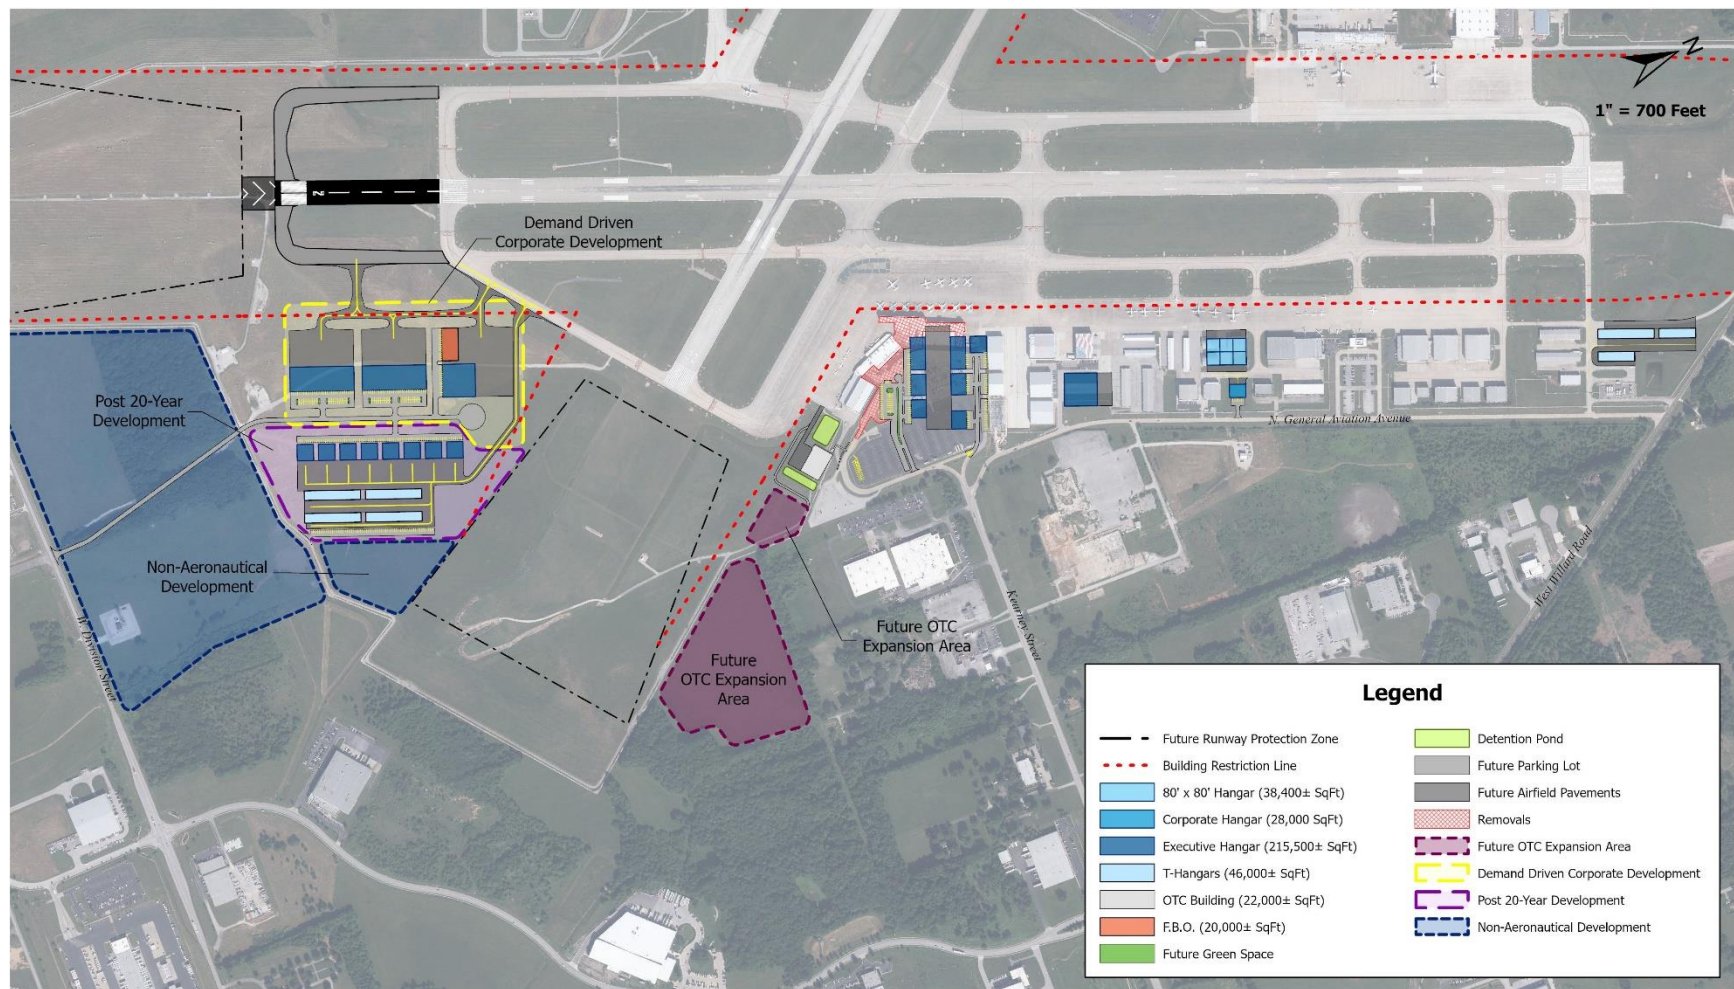 N
1" = 700 Feet
Demand Driven
Corporate Development
Post 20-Year
Development
N. General Aviation Avenue
Non-Aeronautical
Development
W. Division Street
Future OTC
Expansion Area
Future
OTC Expansion
Area
Kearney Street
West Willard Road
Legend
Future Runway Protection Zone
Building Restriction Line
80' x 80' Hangar (38,400± SqFt)
Corporate Hangar (28,000 SqFt)
Executive Hangar (215,500± SqFt)
T-Hangars (46,000± SqFt)
OTC Building (22,000± SqFt)
F.B.O. (20,000± SqFt)
Future Green Space
Detention Pond
Future Parking Lot
Future Airfield Pavements
Removals
Future OTC Expansion Area
Demand Driven Corporate Development
Post 20-Year Development
Non-Aeronautical Development